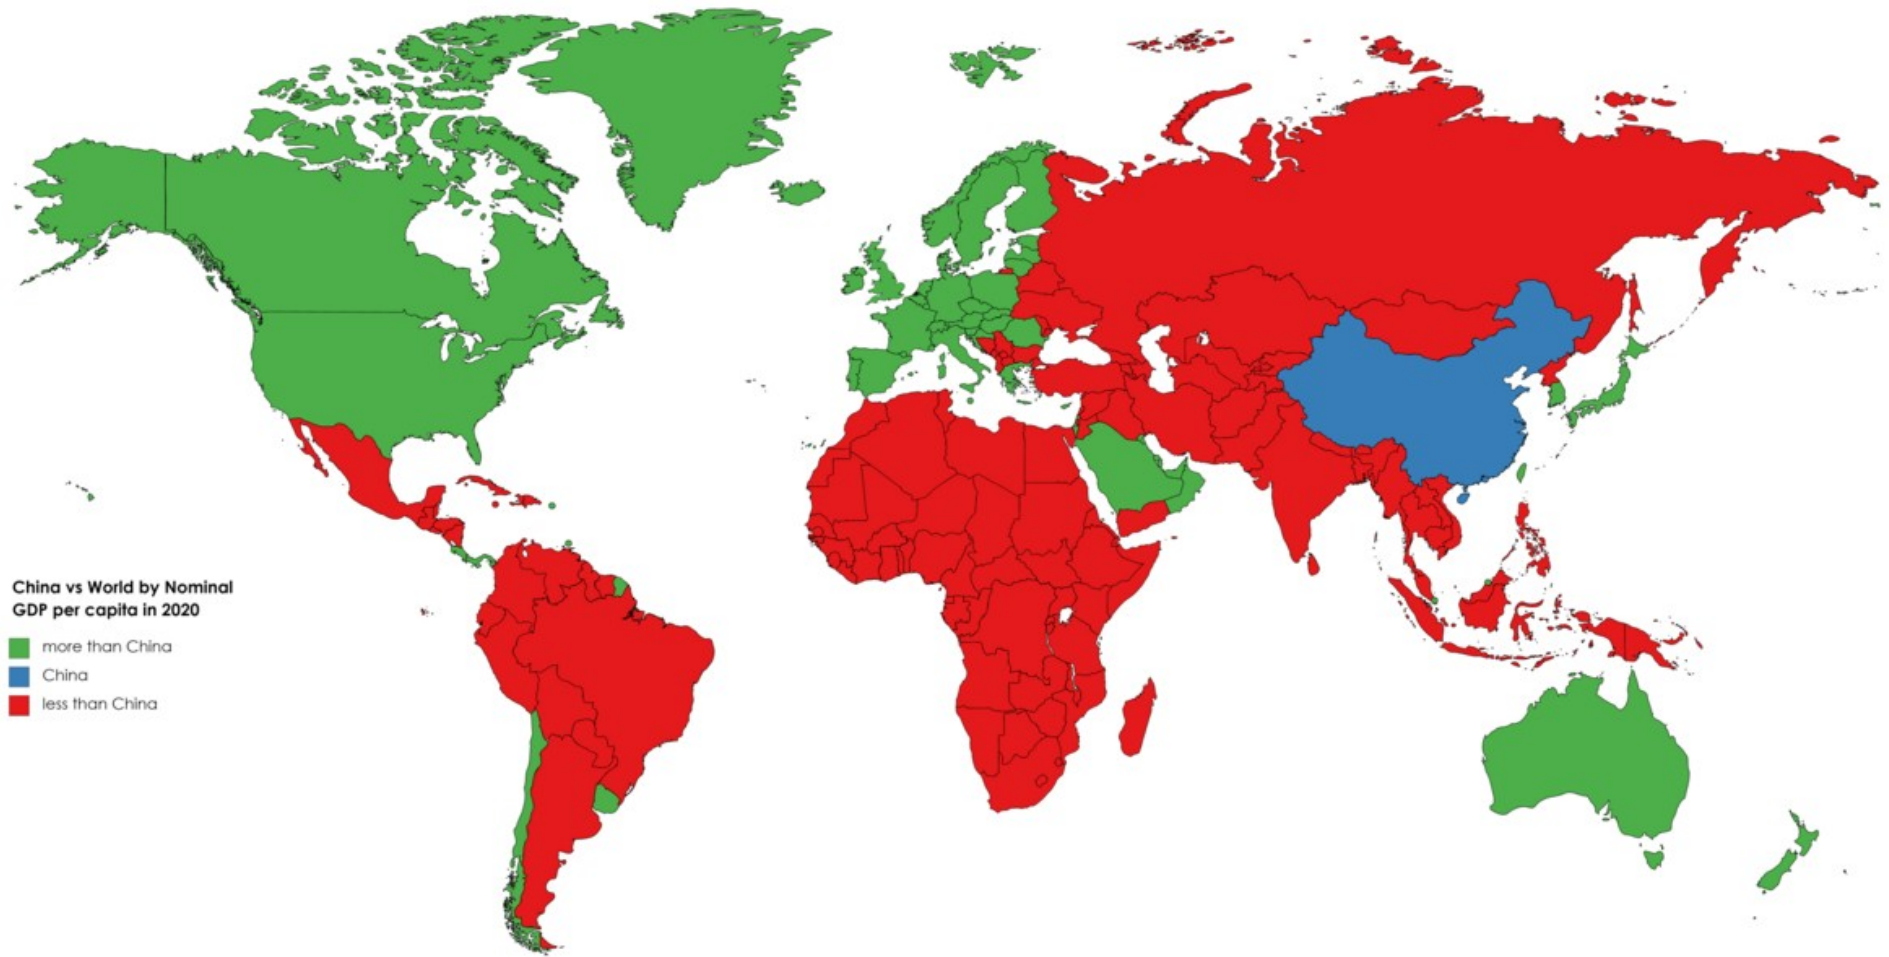 China vs World by Nominal
GDP per capita in 2020
more than China
China
less than China